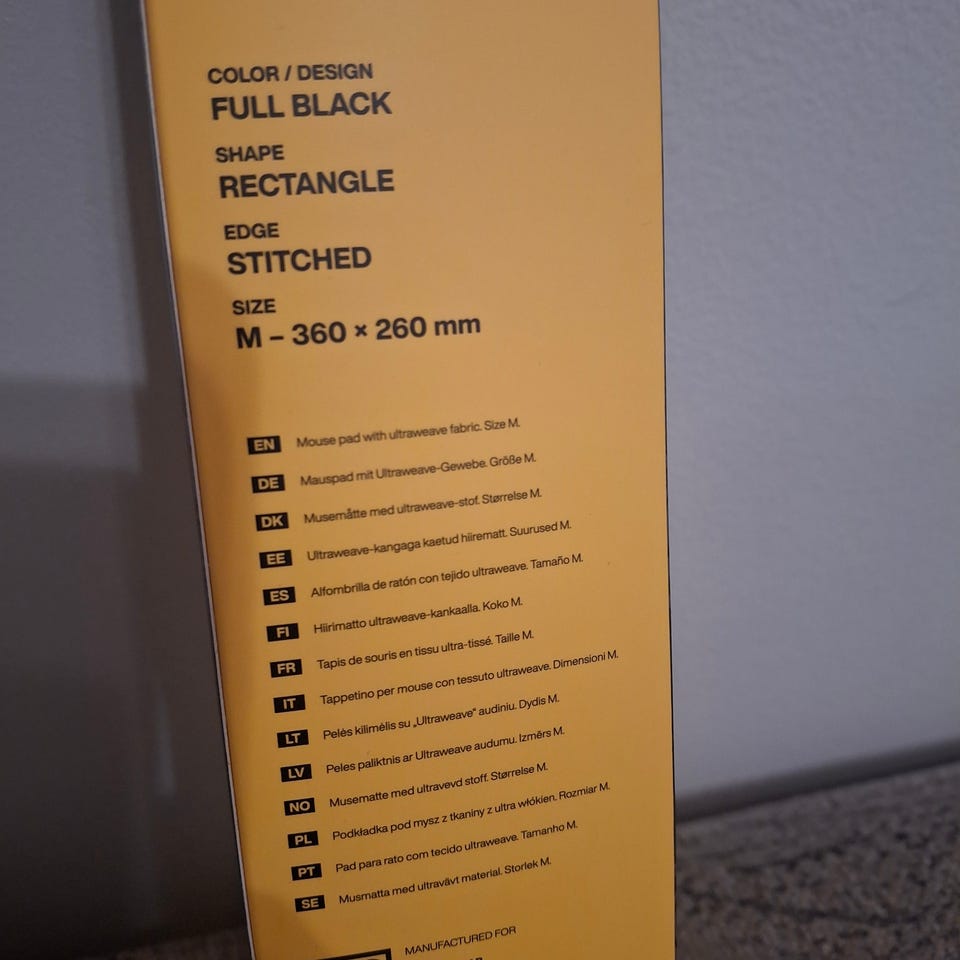 COLOR / DESIGN
FULL BLACK
SHAPE
RECTANGLE
EDGE
STITCHED
SIZE
M – 360 × 260 mm
EN Mouse pad with ultraweave fabric. Size M.
DE Mauspad mit Ultraweave-Gewebe. Größe M.
DK Musemåtte med ultraweave-stof. Størrelse M.
EE Ultraweave-kangaga kaetud hiirematt. Suurused M.
ES Alfombrilla de ratón con tejido ultraweave. Tamaño M.
FI Hiirimatto ultraweave-kankaalla. Koko M.
FR Tapis de souris en tissu ultra-tissé. Taille M.
IT Tappetino per mouse con tessuto ultraweave. Dimensioni M.
LT Pelės kilimėlis su „Ultraweave“ audiniu. Dydis M.
LV Peles paliktnis ar Ultraweave audumu. Izmērs M.
NO Musematte med ultravevd stoff. Størrelse M.
PL Podkładka pod mysz z tkaniny z ultra włókien. Rozmiar M.
PT Pad para rato com tecido ultraweave. Tamanho M.
SE Musmatta med ultravävt material. Storlek M.
MANUFACTURED FOR